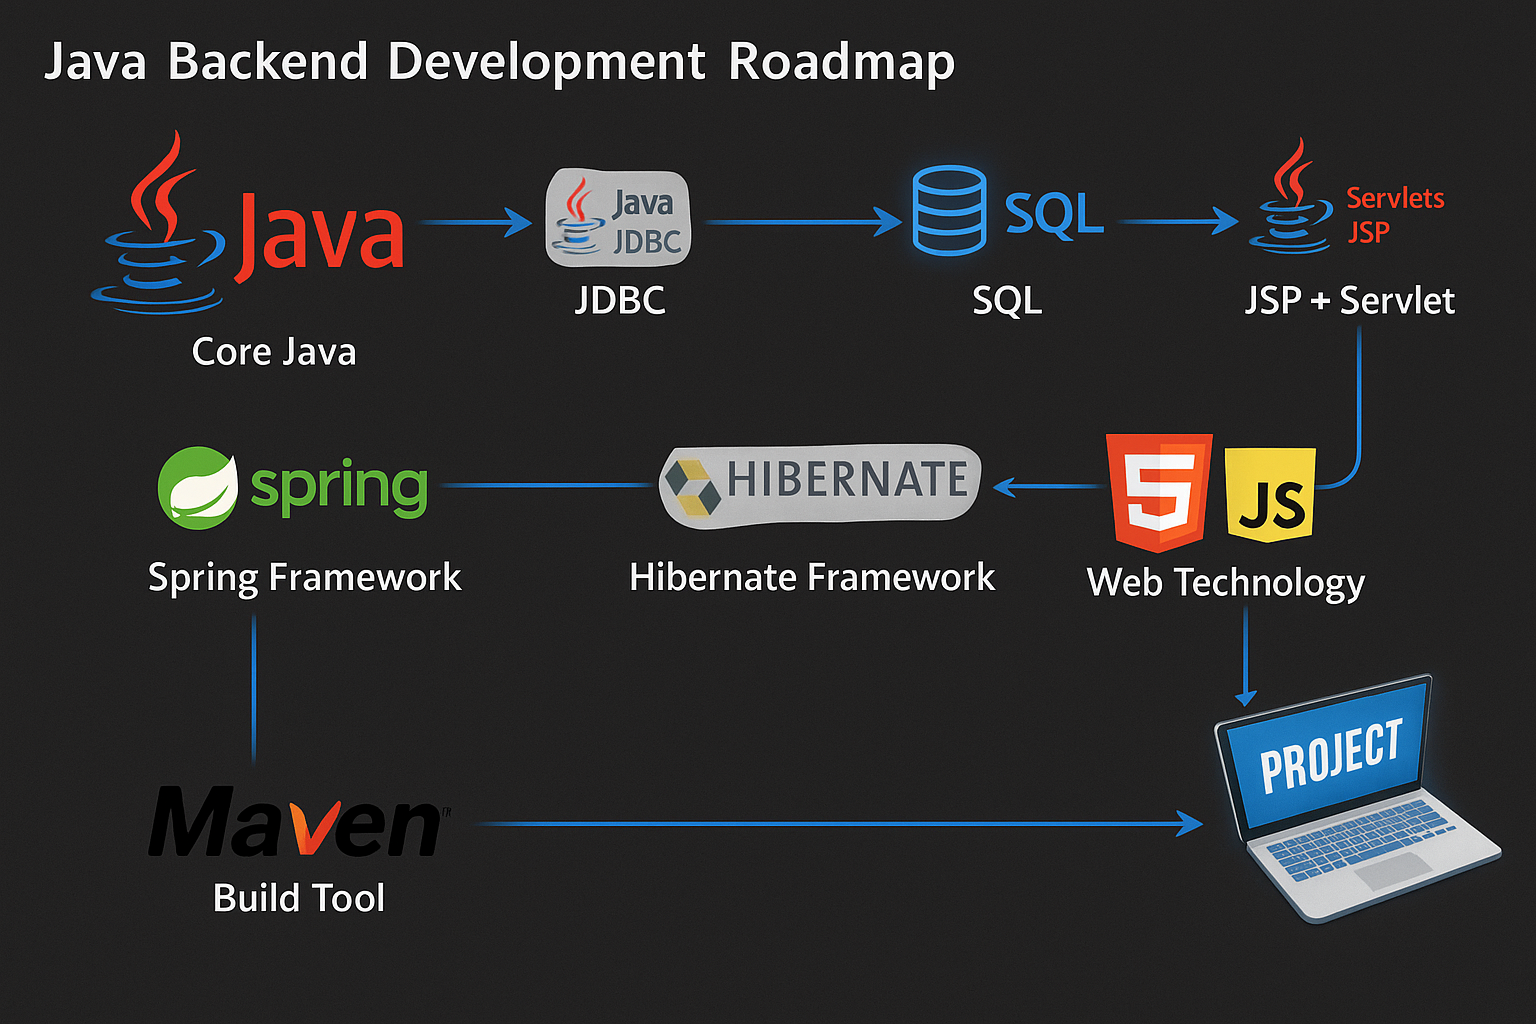 Java Backend Development Roadmap
Java
Core Java
Java
JDBC
JDBC
SQL
SQL
Servlets
JSP
JSP + Servlet
spring
Spring Framework
HIBERNATE
Hibernate Framework
5
JS
Web Technology
Maven™
Build Tool
PROJECT